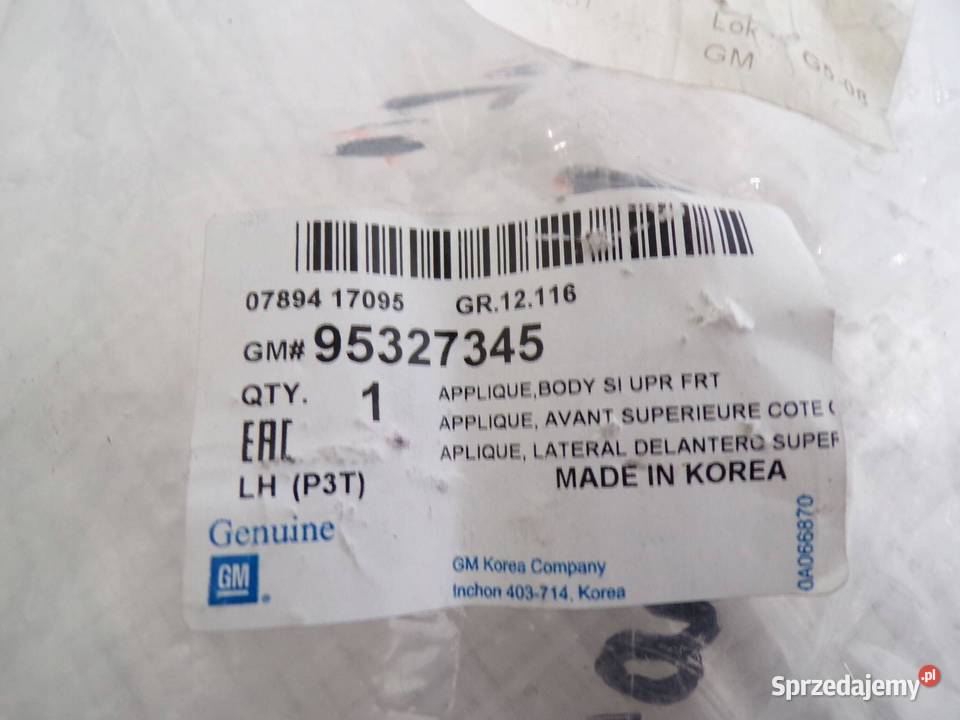 Lok G5-08
GM
07894 17095 GR.12.116
GM# 95327345
QTY. 1 APPLIQUE,BODY SI UPR FRT
APPLIQUE, AVANT SUPERIEURE COTE
EAC APLIQUE, LATERAL DELANTERO SUPER
LH (P3T) MADE IN KOREA
Genuine
GM
GM Korea Company
Inchon 403-714, Korea
0A066870
Sprzedajemy.pl